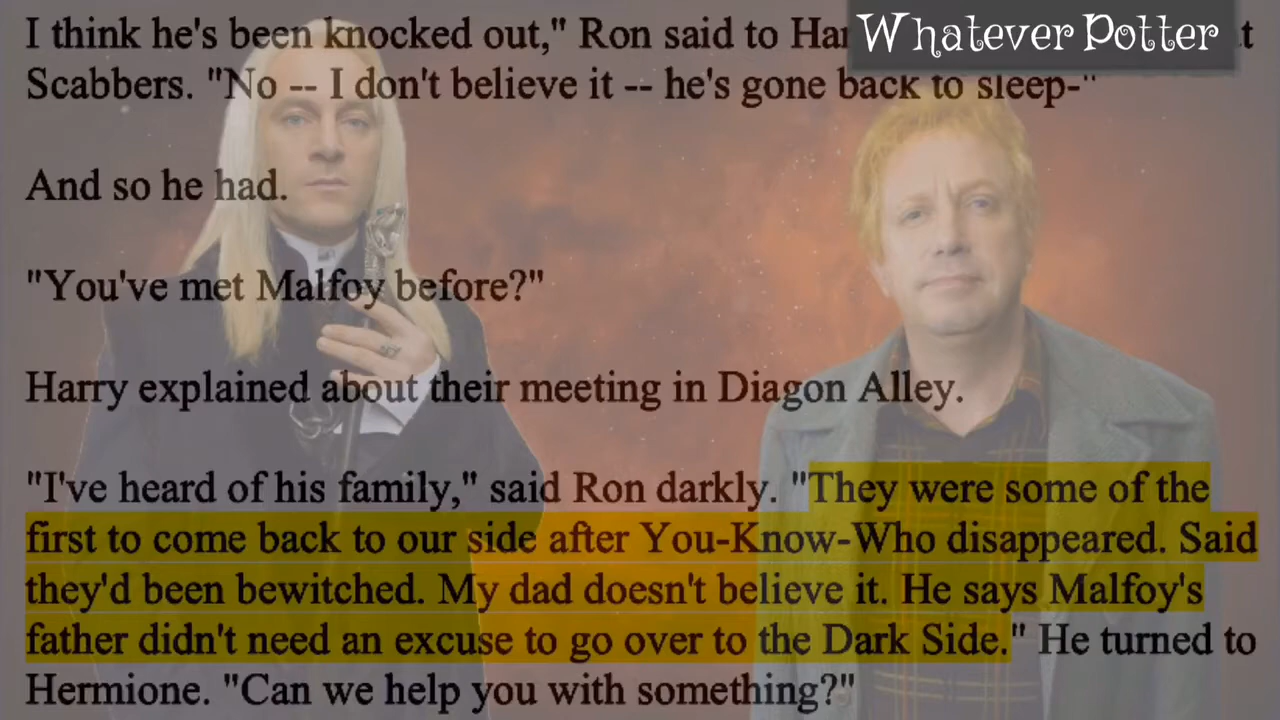 I think he's been knocked out," Ron said to Har
Whatever Potter
t
Scabbers. "No -- I don't believe it -- he's gone back to sleep-"
And so he had.
"You've met Malfoy before?"
Harry explained about their meeting in Diagon Alley.
"I've heard of his family," said Ron darkly. "They were some of the
first to come back to our side after You-Know-Who disappeared. Said
they'd been bewitched. My dad doesn't believe it. He says Malfoy's
father didn't need an excuse to go over to the Dark Side." He turned to
Hermione. "Can we help you with something?"